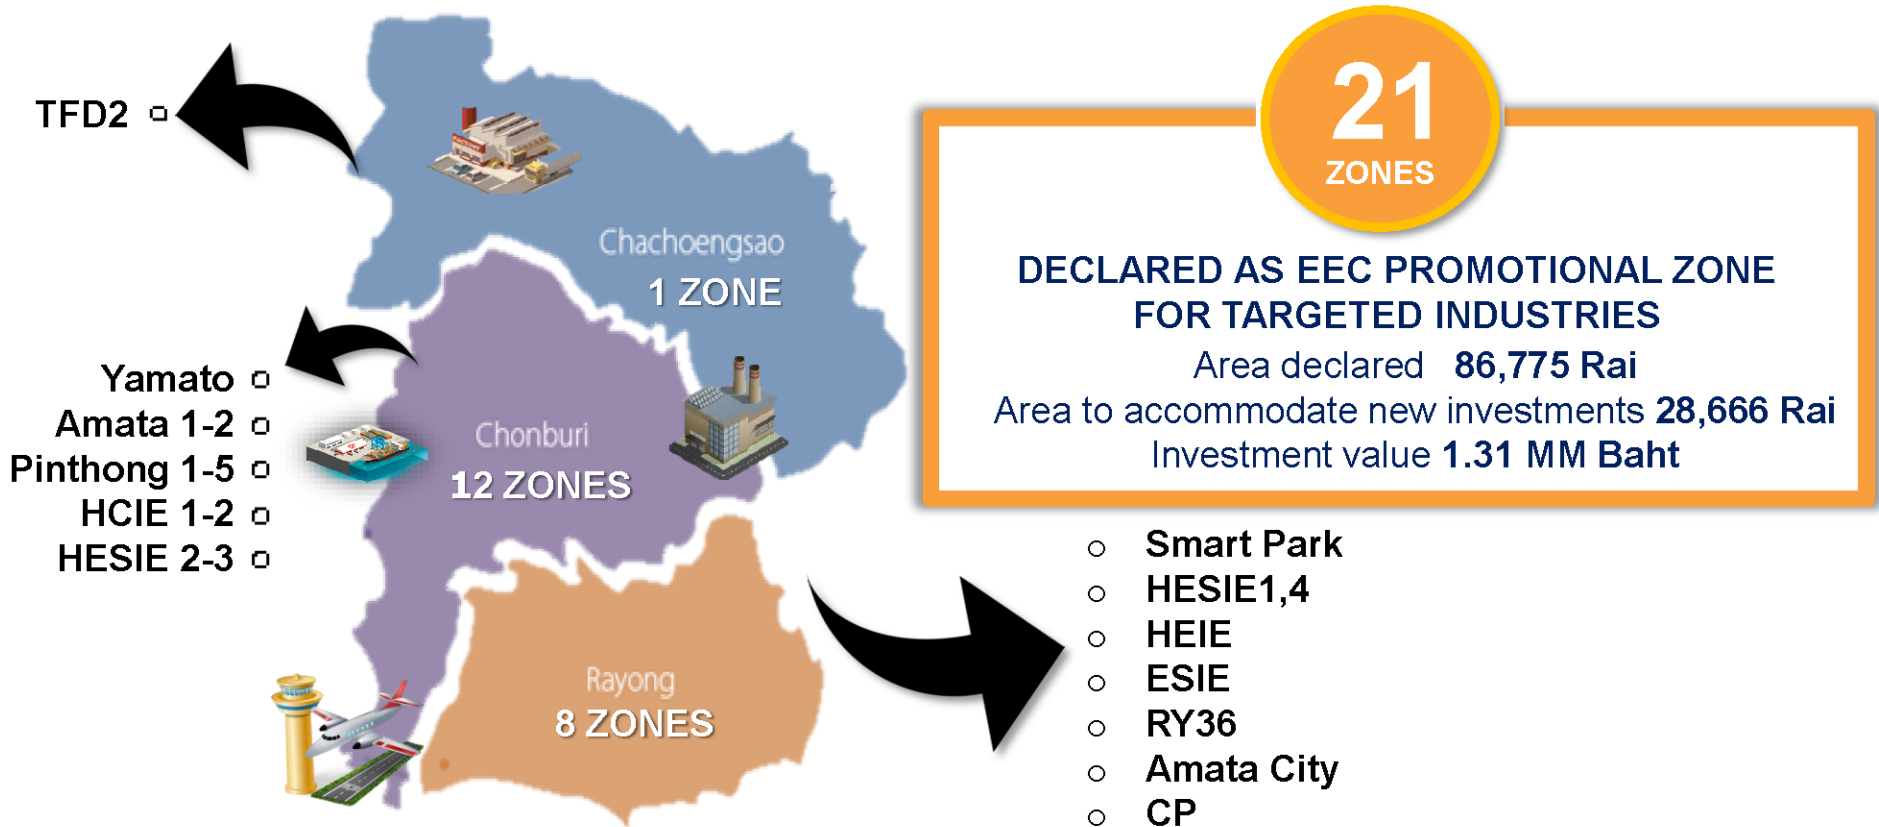 TFD2
Chachoengsao
1 ZONE
Yamato
Amata 1-2
Pinthong 1-5
HCIE 1-2
HESIE 2-3
Chonburi
12 ZONES
Rayong
8 ZONES
21
ZONES
DECLARED AS EEC PROMOTIONAL ZONE
FOR TARGETED INDUSTRIES
Area declared 86,775 Rai
Area to accommodate new investments 28,666 Rai
Investment value 1.31 MM Baht
Smart Park
HESIE1,4
HEIE
ESIE
RY36
Amata City
CP